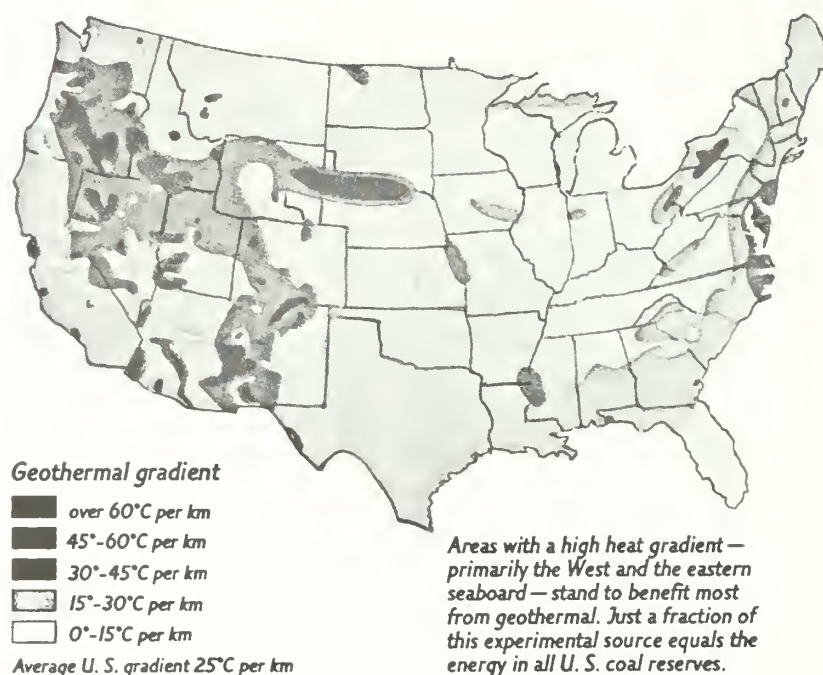 Geothermal gradient
over 60°C per km
45°-60°C per km
30°-45°C per km
15°-30°C per km
0°-15°C per km
Average U. S. gradient 25°C per km
Areas with a high heat gradient —
primarily the West and the eastern
seaboard — stand to benefit most
from geothermal. Just a fraction of
this experimental source equals the
energy in all U. S. coal reserves.